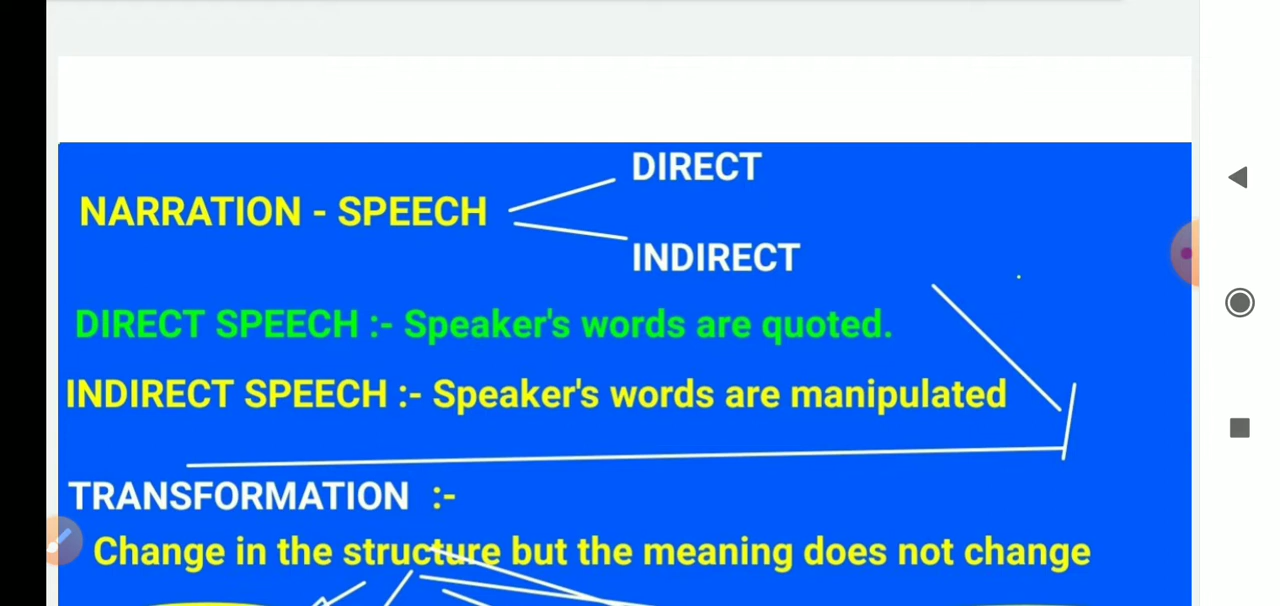 DIRECT
NARRATION - SPEECH
INDIRECT
DIRECT SPEECH :- Speaker's words are quoted.
INDIRECT SPEECH :- Speaker's words are manipulated
TRANSFORMATION :-
Change in the structure but the meaning does not change